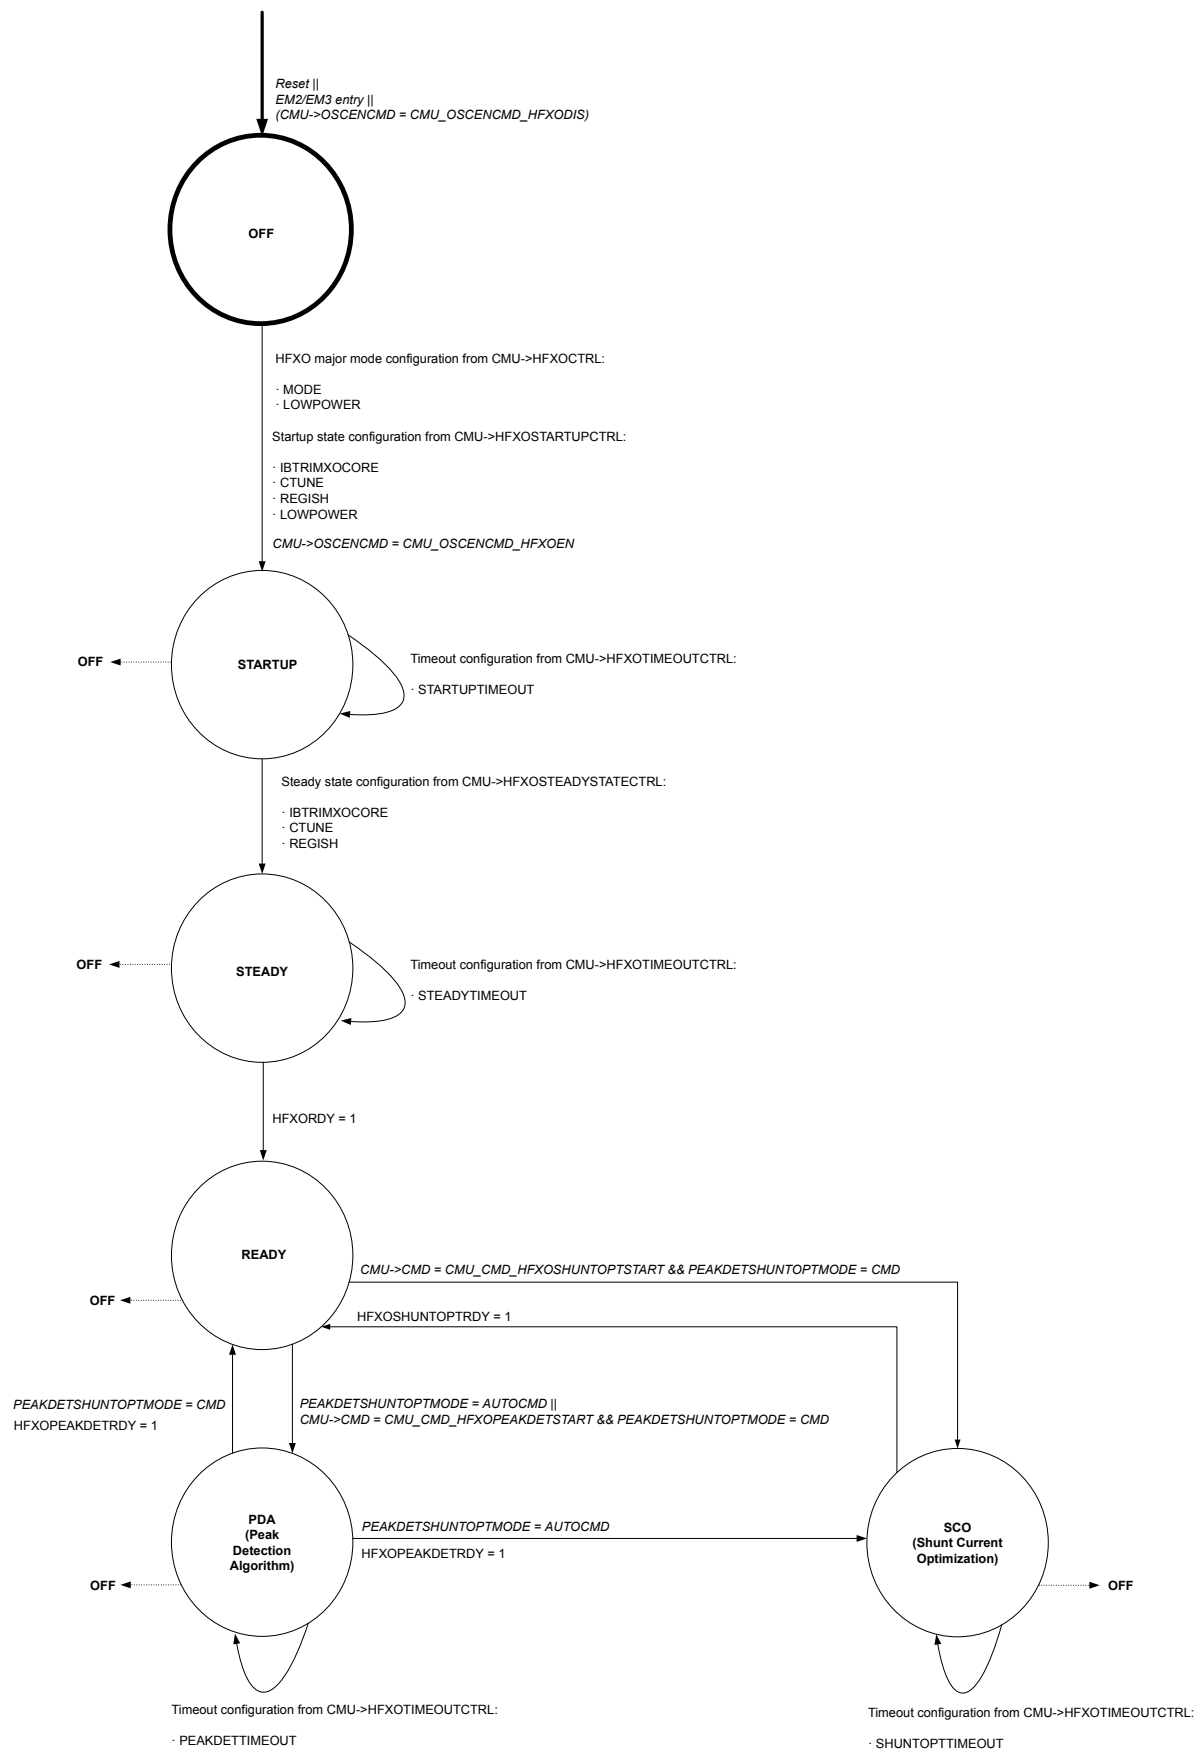 Reset ||
EM2/EM3 entry ||
(CMU->OSCENCMD = CMU_OSCENCMD_HFXODIS)
OFF
HFXO major mode configuration from CMU->HFXOCTRL:
· MODE
· LOWPOWER
Startup state configuration from CMU->HFXOSTARTUPCTRL:
· IBTRIMXOCORE
· CTUNE
· REGISH
· LOWPOWER
CMU->OSCENCMD = CMU_OSCENCMD_HFXOEN
OFF
STARTUP
Timeout configuration from CMU->HFXOTIMEOUTCTRL:
· STARTUPTIMEOUT
Steady state configuration from CMU->HFXOSTEADYSTATECTRL:
· IBTRIMXOCORE
· CTUNE
· REGISH
OFF
STEADY
Timeout configuration from CMU->HFXOTIMEOUTCTRL:
· STEADYTIMEOUT
HFXORDY = 1
READY
OFF
CMU->CMD = CMU_CMD_HFXOSHUNTOPTSTART && PEAKDETSHUNTOPTMODE = CMD
HFXOSHUNTOPTRDY = 1
PEAKDETSHUNTOPTMODE = CMD
HFXOPEAKDETRDY = 1
PEAKDETSHUNTOPTMODE = AUTOCMD ||
CMU->CMD = CMU_CMD_HFXOPEAKDETSTART && PEAKDETSHUNTOPTMODE = CMD
PDA
(Peak
Detection
Algorithm)
OFF
PEAKDETSHUNTOPTMODE = AUTOCMD
HFXOPEAKDETRDY = 1
SCO
(Shunt Current
Optimization)
OFF
Timeout configuration from CMU->HFXOTIMEOUTCTRL:
· PEAKDETTIMEOUT
Timeout configuration from CMU->HFXOTIMEOUTCTRL:
· SHUNTOPTTIMEOUT